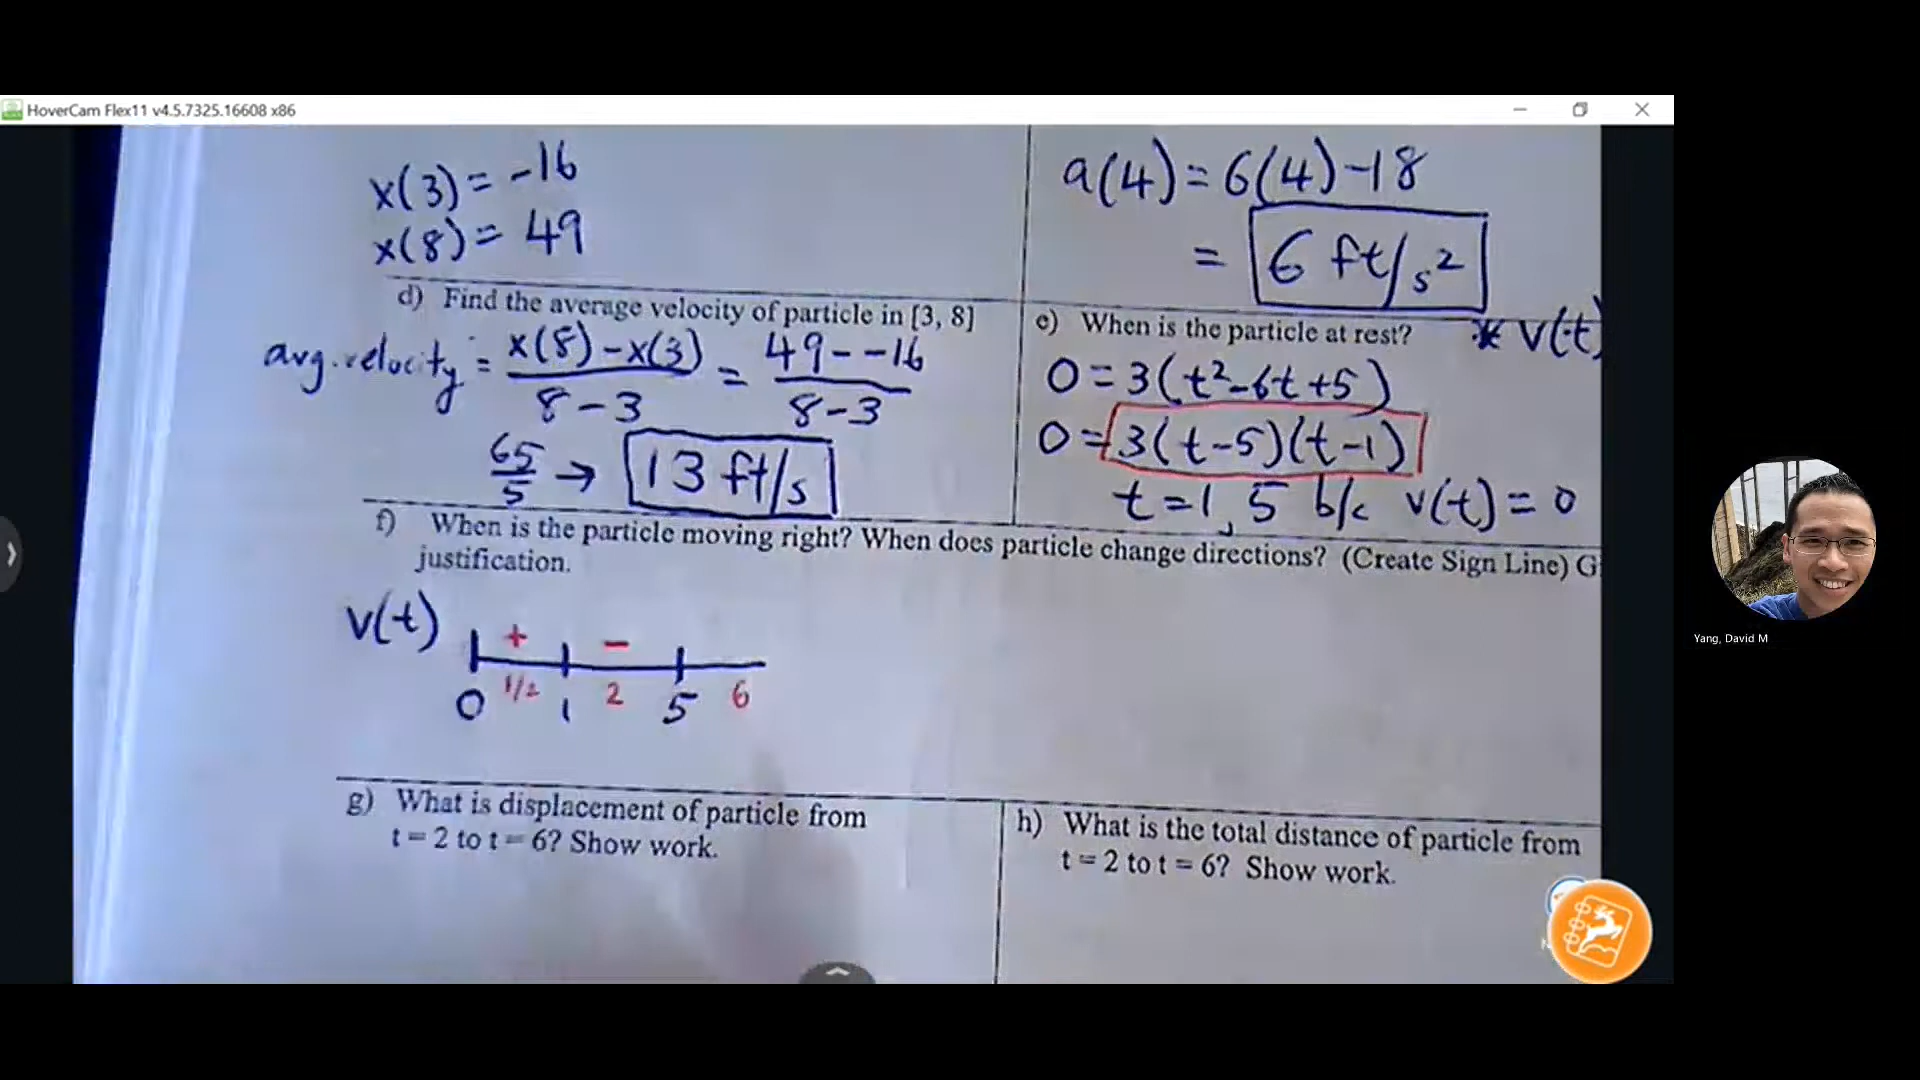 HoverCam Flex11 v4.5.7325.16608 x86
x(3) = -16
x(8) = 49
a(4) = 6(4)-18
= 6 ft/s²
d) Find the average velocity of particle in [3, 8]
avg. velocity = x(8)-x(3) / 8-3 = 49--16 / 8-3
65/5 → 13 ft/s
e) When is the particle at rest? * v(t)
0 = 3(t²-6t+5)
0 = 3(t-5)(t-1)
t=1, 5 b/c v(t) = 0
f) When is the particle moving right? When does particle change directions? (Create Sign Line) G
justification.
v(t) + −
0 1/2 1 2 5 6
g) What is displacement of particle from
t = 2 to t = 6? Show work.
h) What is the total distance of particle from
t = 2 to t = 6? Show work.
Yang, David M